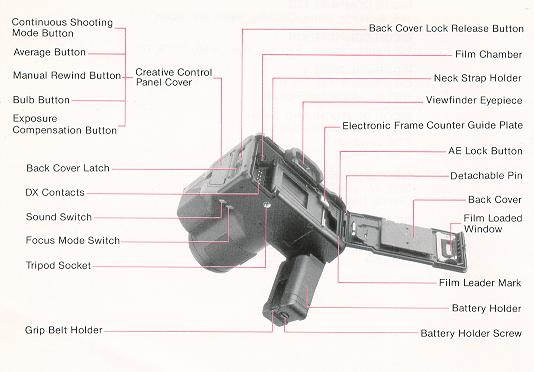 Continuous Shooting
Mode Button
Average Button
Manual Rewind Button
Bulb Button
Exposure
Compensation Button
Creative Control
Panel Cover
Back Cover Latch
DX Contacts
Sound Switch
Focus Mode Switch
Tripod Socket
Grip Belt Holder
Back Cover Lock Release Button
Film Chamber
Neck Strap Holder
Viewfinder Eyepiece
Electronic Frame Counter Guide Plate
AE Lock Button
Detachable Pin
Back Cover
Film Loaded
Window
Film Leader Mark
Battery Holder
Battery Holder Screw